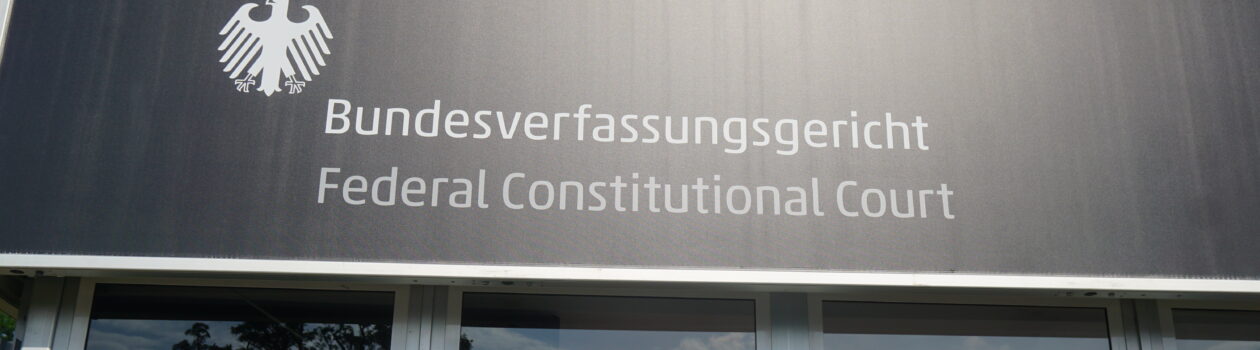 Bundesverfassungsgericht
Federal Constitutional Court